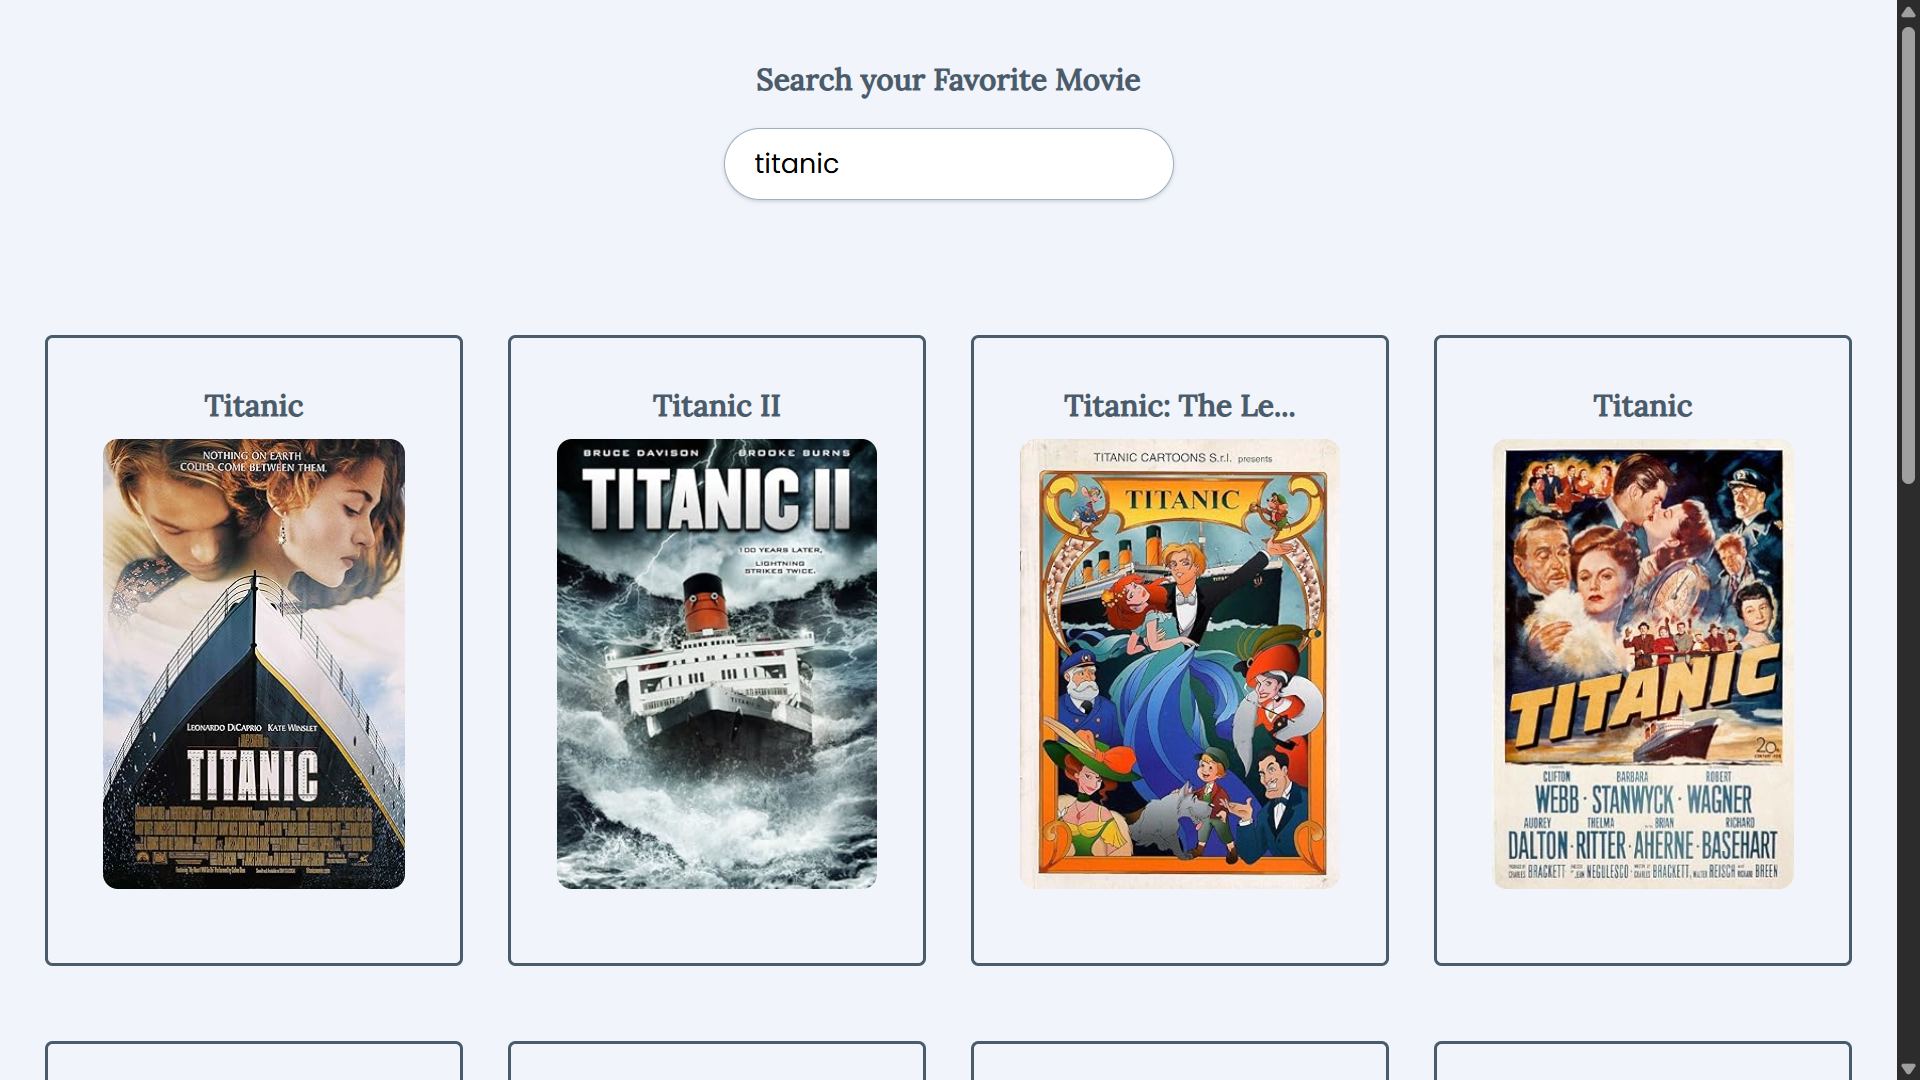 Search your Favorite Movie
titanic
Titanic
NOTHING ON EARTH
COULD COME BETWEEN THEM.
LEONARDO DiCAPRIO KATE WINSLET
TITANIC
Titanic II
BRUCE DAVISON BROOKE BURNS
TITANIC II
100 YEARS LATER,
LIGHTNING
STRIKES TWICE.
TITANIC
Titanic: The Le...
TITANIC CARTOONS S.r.l. presents
TITANIC
Titanic
TITANIC
20
CLIFTON BARBARA ROBERT
WEBB · STANWYCK · WAGNER
AUDREY THELMA BRIAN RICHARD
DALTON · RITTER · AHERNE · BASEHART
CHARLES BRACKETT JEAN NEGULESCO CHARLES BRACKETT, WALTER REISCH RICHARD BREEN